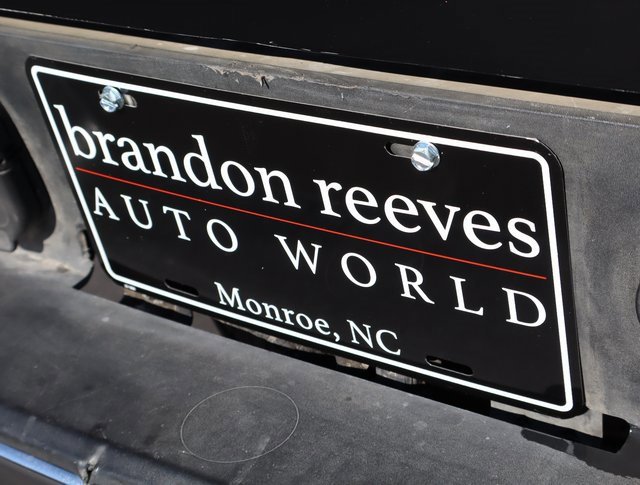 brandon reeves
AUTO WORLD
Monroe, NC